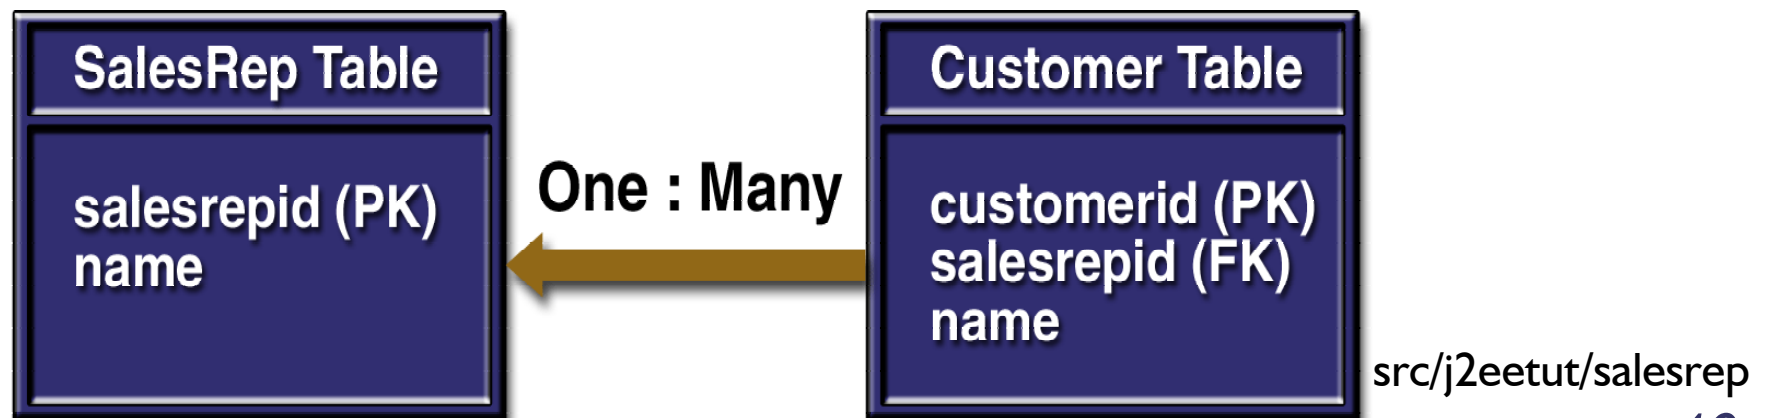 SalesRep Table
salesrepid (PK)
name
One : Many
Customer Table
customerid (PK)
salesrepid (FK)
name
src/j2eetut/salesrep